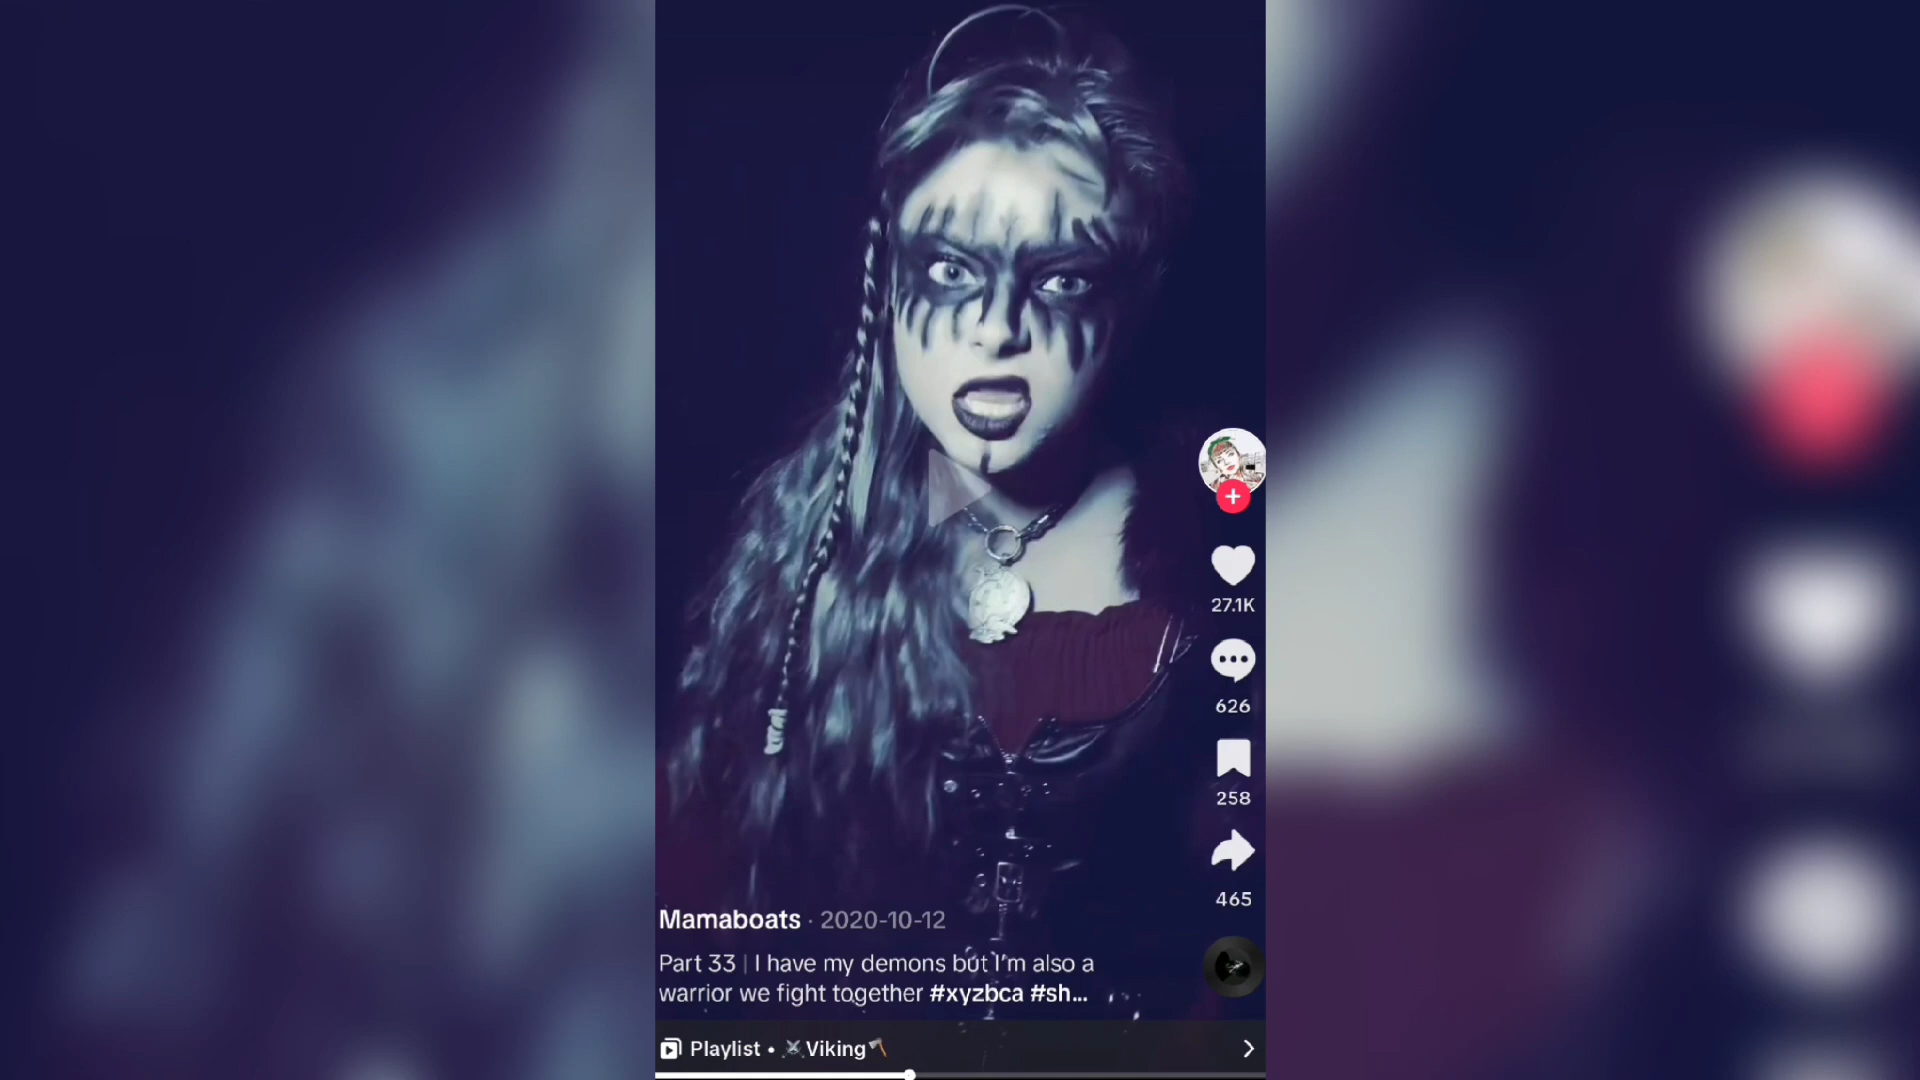 27.1K
626
258
465
Mamaboats · 2020-10-12
Part 33 | I have my demons but I'm also a
warrior we fight together #xyzbca #sh...
Playlist • ⚔Viking🪓